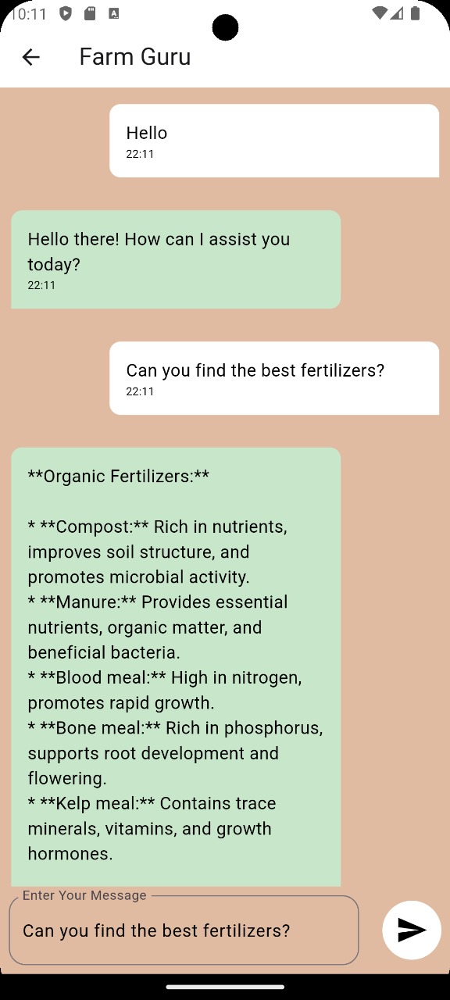 10:11
Farm Guru
Hello
22:11
Hello there! How can I assist you
today?
22:11
Can you find the best fertilizers?
22:11
**Organic Fertilizers:**
* **Compost:** Rich in nutrients,
improves soil structure, and
promotes microbial activity.
* **Manure:** Provides essential
nutrients, organic matter, and
beneficial bacteria.
* **Blood meal:** High in nitrogen,
promotes rapid growth.
* **Bone meal:** Rich in phosphorus,
supports root development and
flowering.
* **Kelp meal:** Contains trace
minerals, vitamins, and growth
hormones.
Enter Your Message
Can you find the best fertilizers?